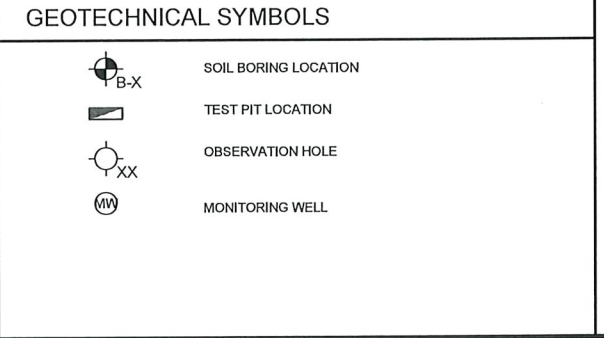 GEOTECHNICAL SYMBOLS
B-X SOIL BORING LOCATION
TEST PIT LOCATION
XX OBSERVATION HOLE
MW MONITORING WELL